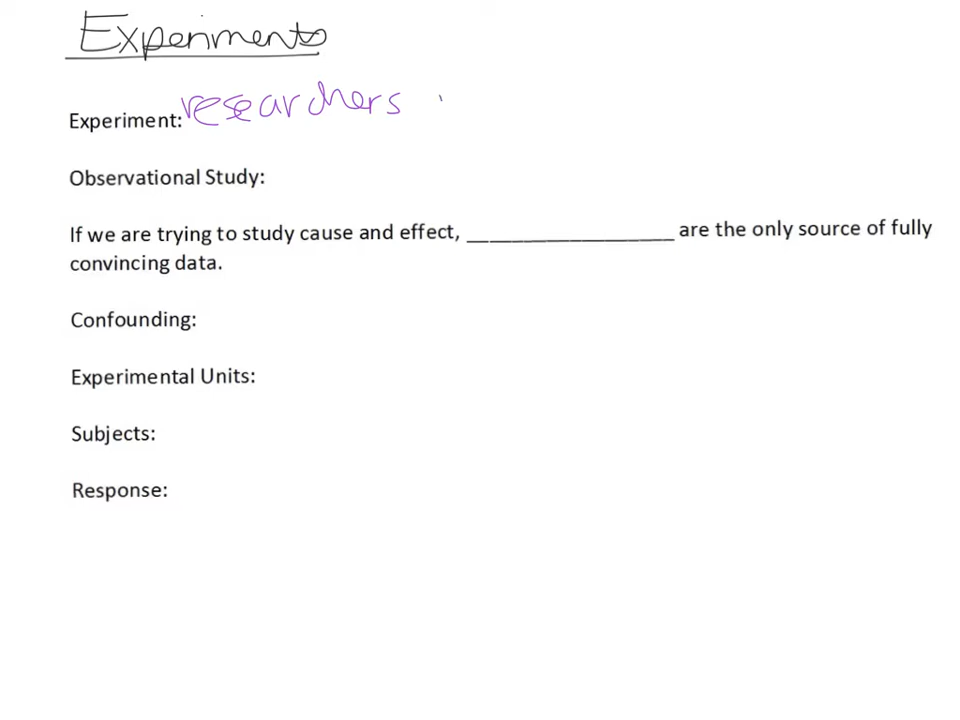 Experiments
Experiment: researchers
Observational Study:
If we are trying to study cause and effect, __________________ are the only source of fully
convincing data.
Confounding:
Experimental Units:
Subjects:
Response: